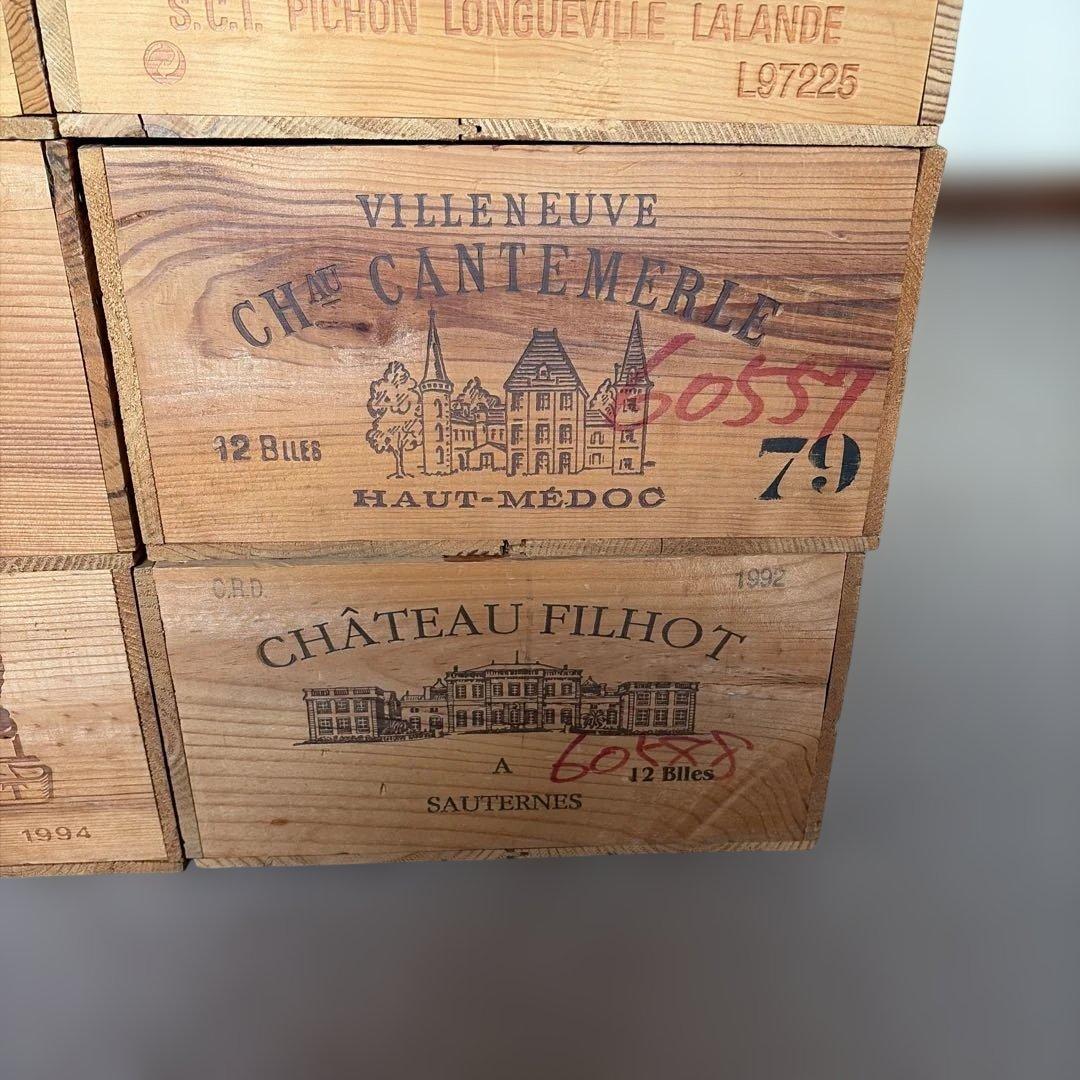 S.C.I. PICHON LONGUEVILLE LALANDE
L97225
VILLENEUVE
CHAU CANTEMERLE
60557
12 BLLES
79
HAUT-MÉDOC
C.R.D. 1992
CHÂTEAU FILHOT
A
12 Blles
SAUTERNES
1994